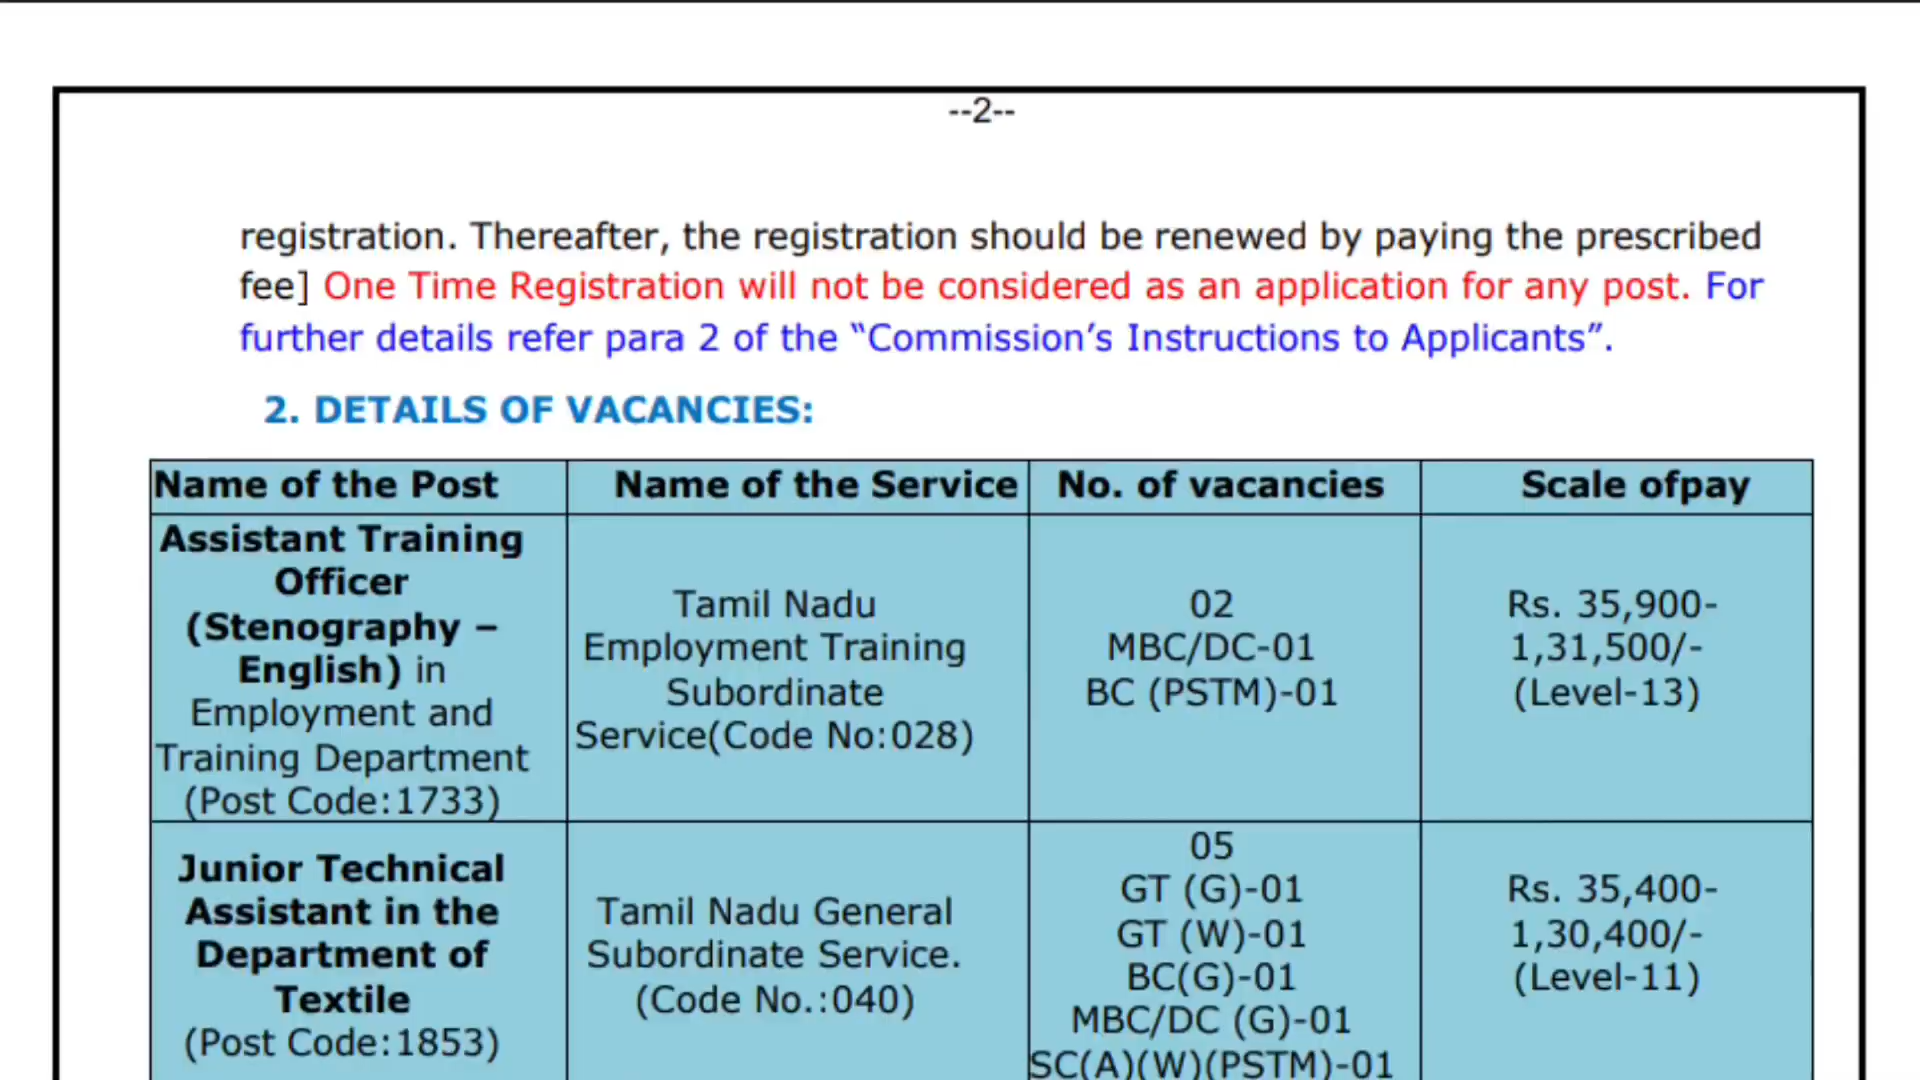 --2--
registration. Thereafter, the registration should be renewed by paying the prescribed
fee] One Time Registration will not be considered as an application for any post. For
further details refer para 2 of the “Commission’s Instructions to Applicants”.
2. DETAILS OF VACANCIES:
Name of the Post
Name of the Service
No. of vacancies
Scale ofpay
Assistant Training
Officer
(Stenography –
English) in
Employment and
Training Department
(Post Code:1733)
Tamil Nadu
Employment Training
Subordinate
Service(Code No:028)
02
MBC/DC-01
BC (PSTM)-01
Rs. 35,900-
1,31,500/-
(Level-13)
Junior Technical
Assistant in the
Department of
Textile
(Post Code:1853)
Tamil Nadu General
Subordinate Service.
(Code No.:040)
05
GT (G)-01
GT (W)-01
BC(G)-01
MBC/DC (G)-01
SC(A)(W)(PSTM)-01
Rs. 35,400-
1,30,400/-
(Level-11)